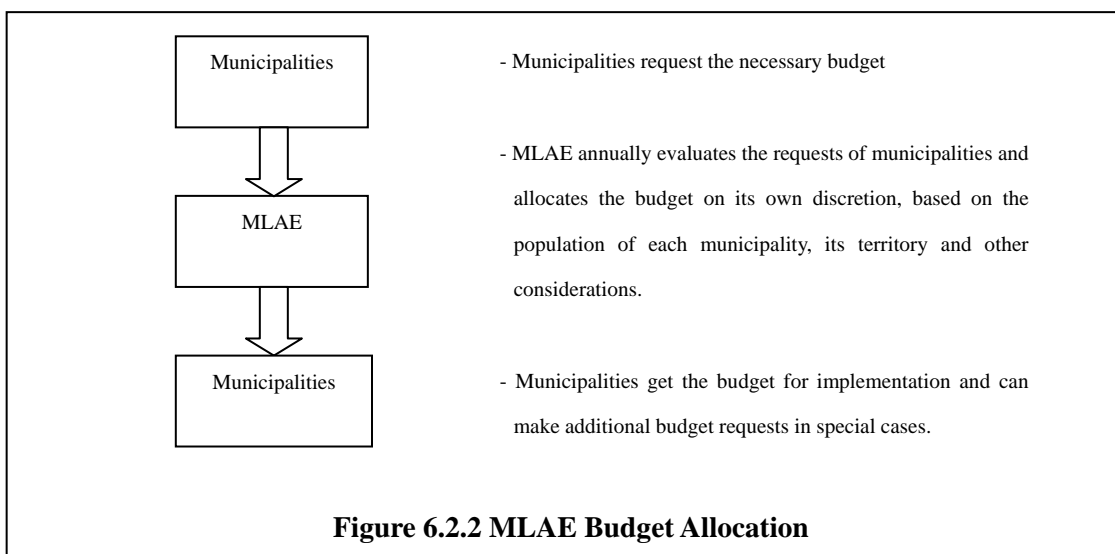 Municipalities
- Municipalities request the necessary budget
- MLAE annually evaluates the requests of municipalities and
allocates the budget on its own discretion, based on the
population of each municipality, its territory and other
considerations.
MLAE
Municipalities
- Municipalities get the budget for implementation and can
make additional budget requests in special cases.
Figure 6.2.2 MLAE Budget Allocation